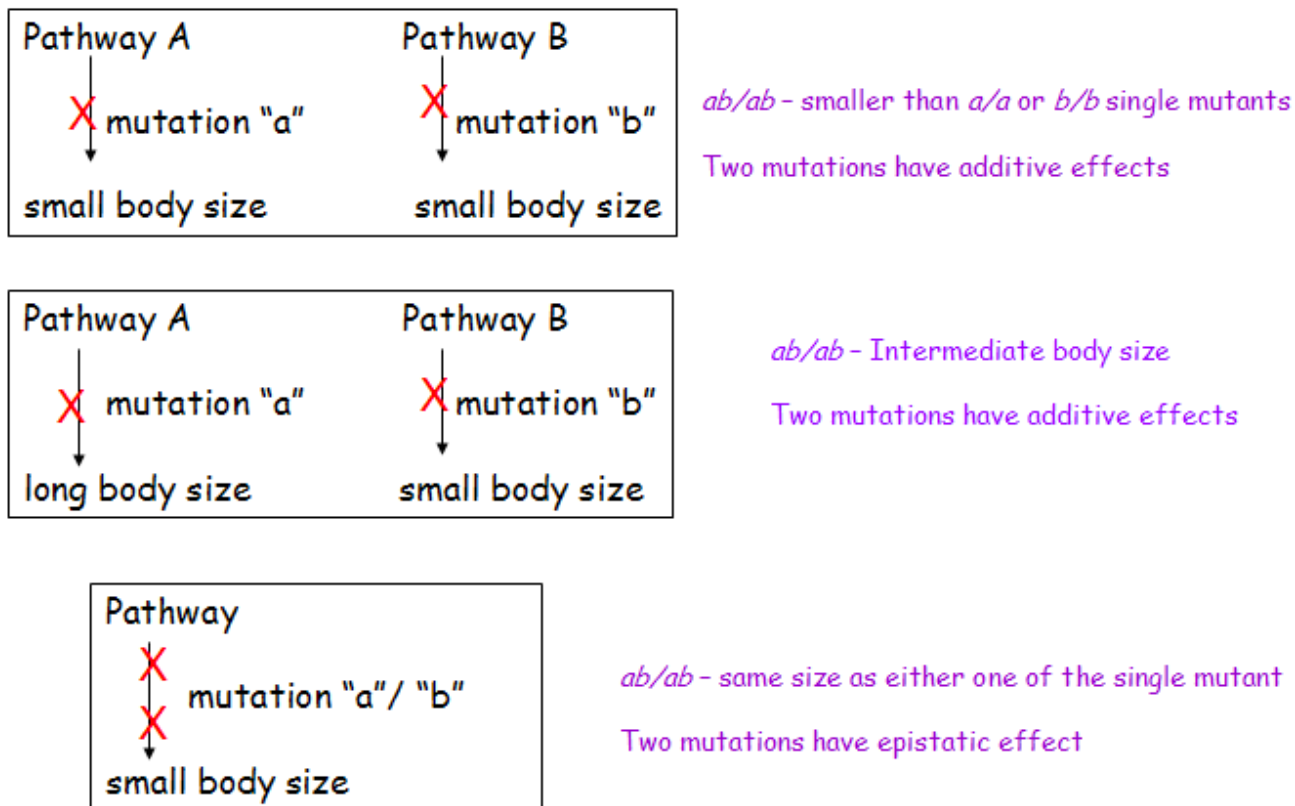 Pathway A
Pathway B
X mutation “a”
X mutation “b”
small body size
small body size
ab/ab – smaller than a/a or b/b single mutants
Two mutations have additive effects
Pathway A
Pathway B
X mutation “a”
X mutation “b”
long body size
small body size
ab/ab – Intermediate body size
Two mutations have additive effects
Pathway
X
mutation “a”/ “b”
X
small body size
ab/ab – same size as either one of the single mutant
Two mutations have epistatic effect